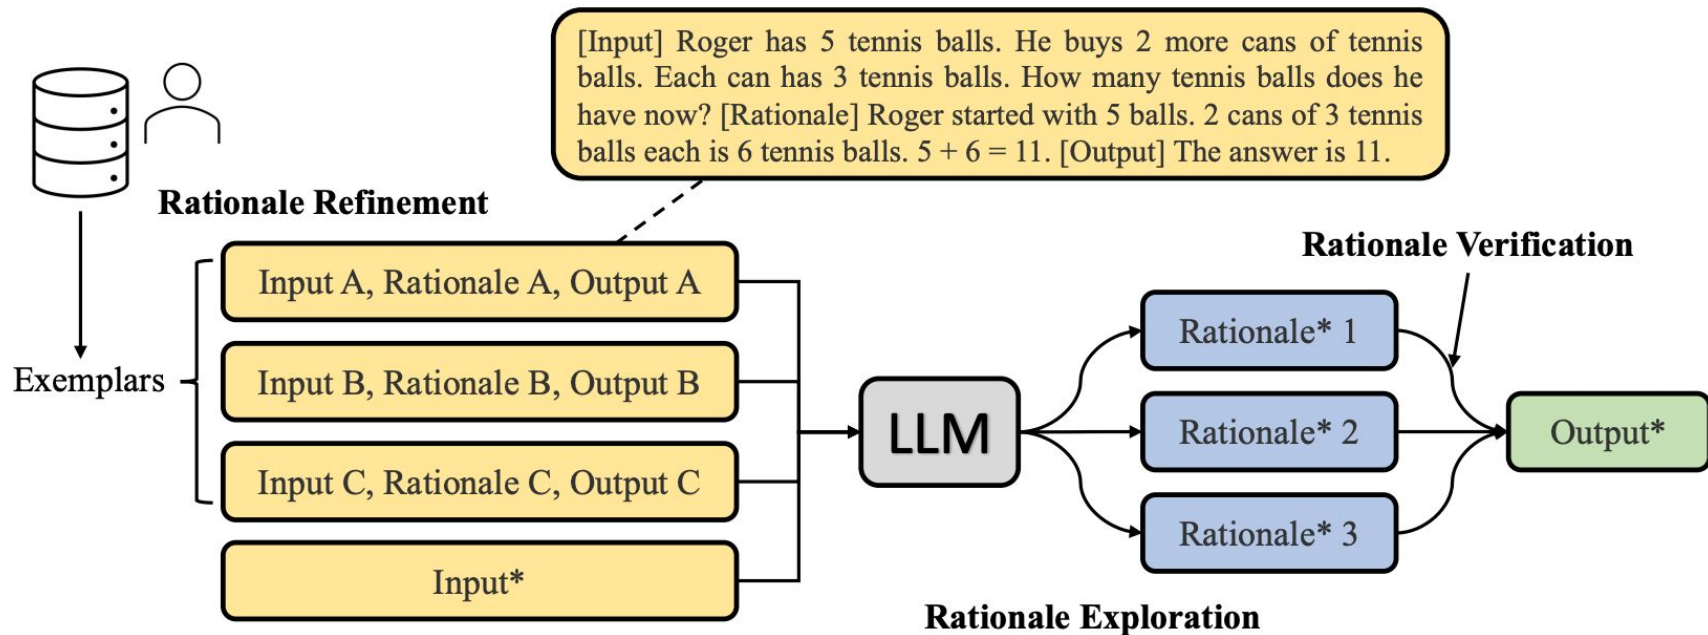 [Input] Roger has 5 tennis balls. He buys 2 more cans of tennis
balls. Each can has 3 tennis balls. How many tennis balls does he
have now? [Rationale] Roger started with 5 balls. 2 cans of 3 tennis
balls each is 6 tennis balls. 5 + 6 = 11. [Output] The answer is 11.
Rationale Refinement
Exemplars
Input A, Rationale A, Output A
Input B, Rationale B, Output B
Input C, Rationale C, Output C
Input*
LLM
Rationale Exploration
Rationale* 1
Rationale* 2
Rationale* 3
Rationale Verification
Output*